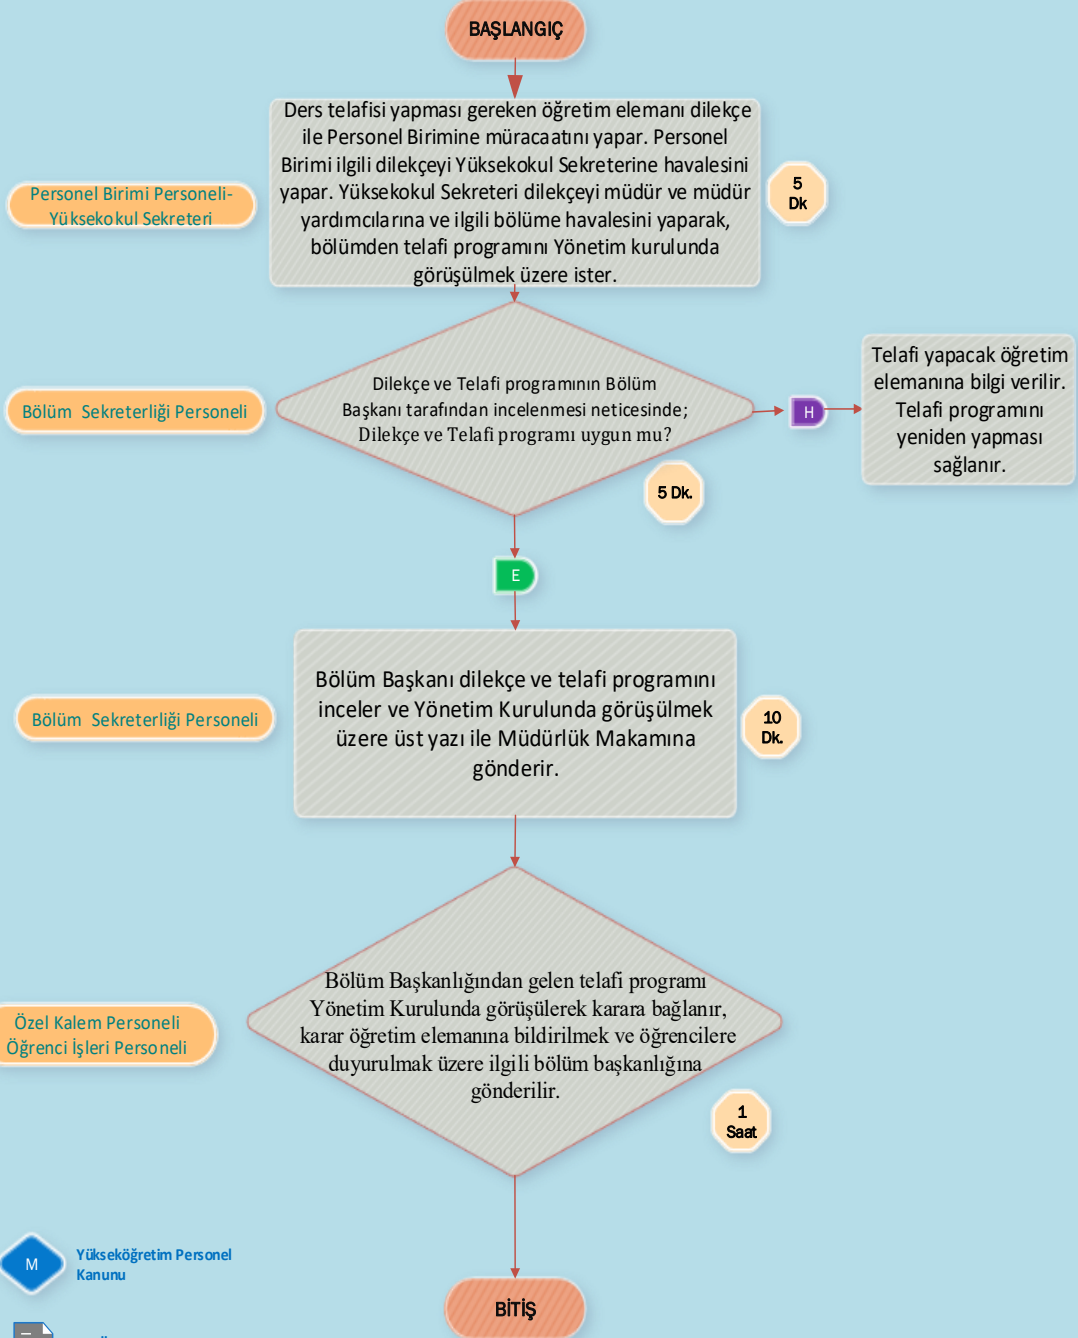 BAŞLANGIÇ
Ders telafisi yapması gereken öğretim elemanı dilekçe
ile Personel Birimine müracaatını yapar. Personel
Birimi ilgili dilekçeyi Yüksekokul Sekreterine havalesini
yapar. Yüksekokul Sekreteri dilekçeyi müdür ve müdür
yardımcılarına ve ilgili bölüme havalesini yaparak,
bölümden telafi programını Yönetim kurulunda
görüşülmek üzere ister.
Personel Birimi Personeli-
Yüksekokul Sekreteri
5
Dk
Bölüm Sekreterliği Personeli
Dilekçe ve Telafi programının Bölüm
Başkanı tarafından incelenmesi neticesinde;
Dilekçe ve Telafi programı uygun mu?
H
Telafi yapacak öğretim
elemanına bilgi verilir.
Telafi programını
yeniden yapması
sağlanır.
5 Dk.
E
Bölüm Sekreterliği Personeli
Bölüm Başkanı dilekçe ve telafi programını
inceler ve Yönetim Kurulunda görüşülmek
üzere üst yazı ile Müdürlük Makamına
gönderir.
10
Dk.
Özel Kalem Personeli
Öğrenci İşleri Personeli
Bölüm Başkanlığından gelen telafi programı
Yönetim Kurulunda görüşülerek karara bağlanır,
karar öğretim elemanına bildirilmek ve öğrencilere
duyurulmak üzere ilgili bölüm başkanlığına
gönderilir.
1
Saat
M
Yükseköğretim Personel
Kanunu
BİTİŞ